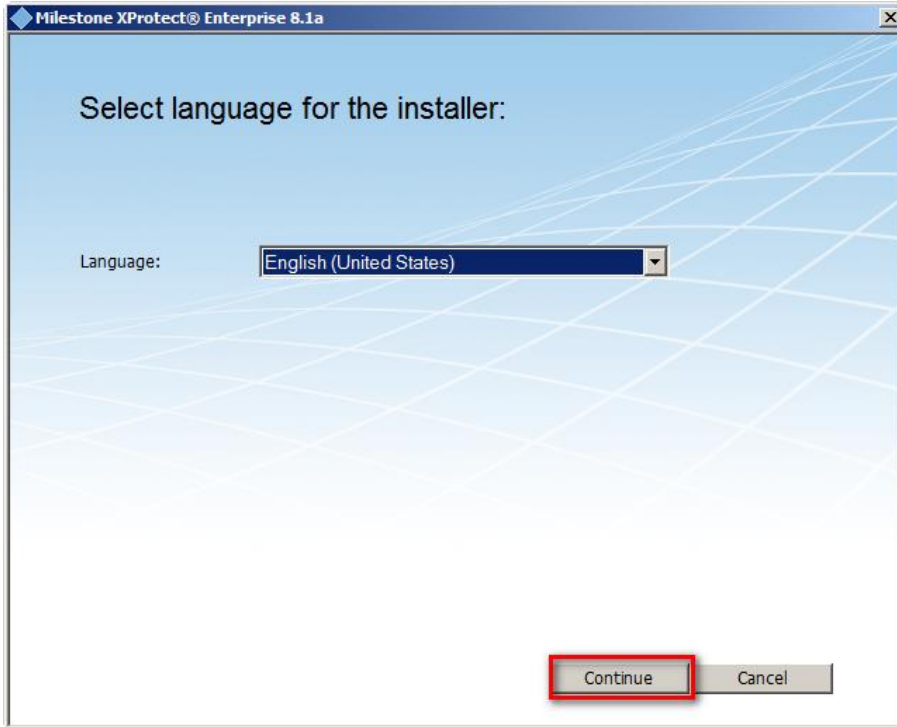 Milestone XProtect® Enterprise 8.1a
Select language for the installer:
Language: English (United States)
Continue Cancel